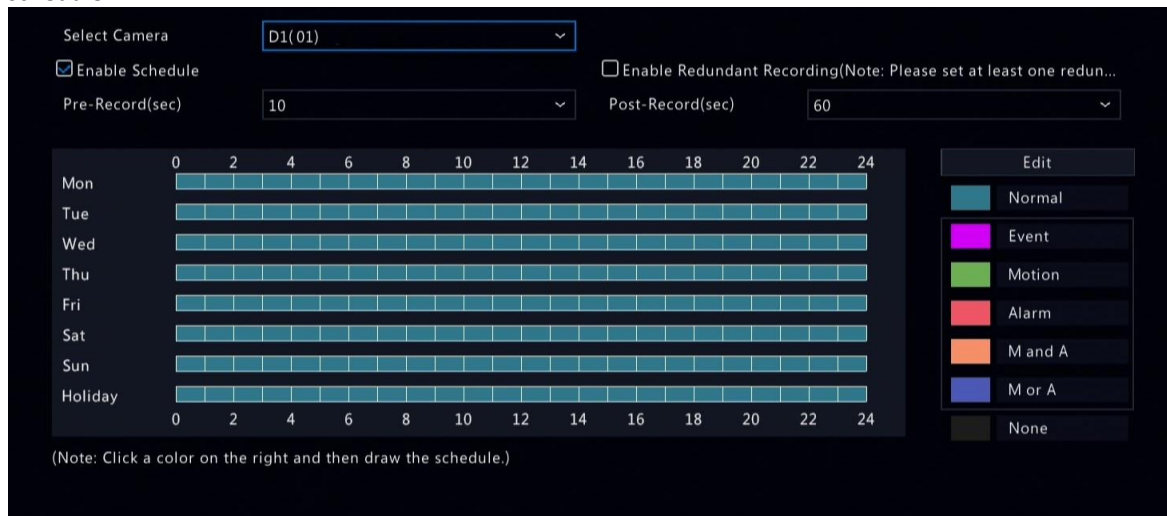 Select Camera D1(01)
Enable Schedule Enable Redundant Recording(Note: Please set at least one redun...
Pre-Record(sec) 10 Post-Record(sec) 60
0 2 4 6 8 10 12 14 16 18 20 22 24
Mon
Tue
Wed
Thu
Fri
Sat
Sun
Holiday
0 2 4 6 8 10 12 14 16 18 20 22 24
Edit
Normal
Event
Motion
Alarm
M and A
M or A
None
(Note: Click a color on the right and then draw the schedule.)